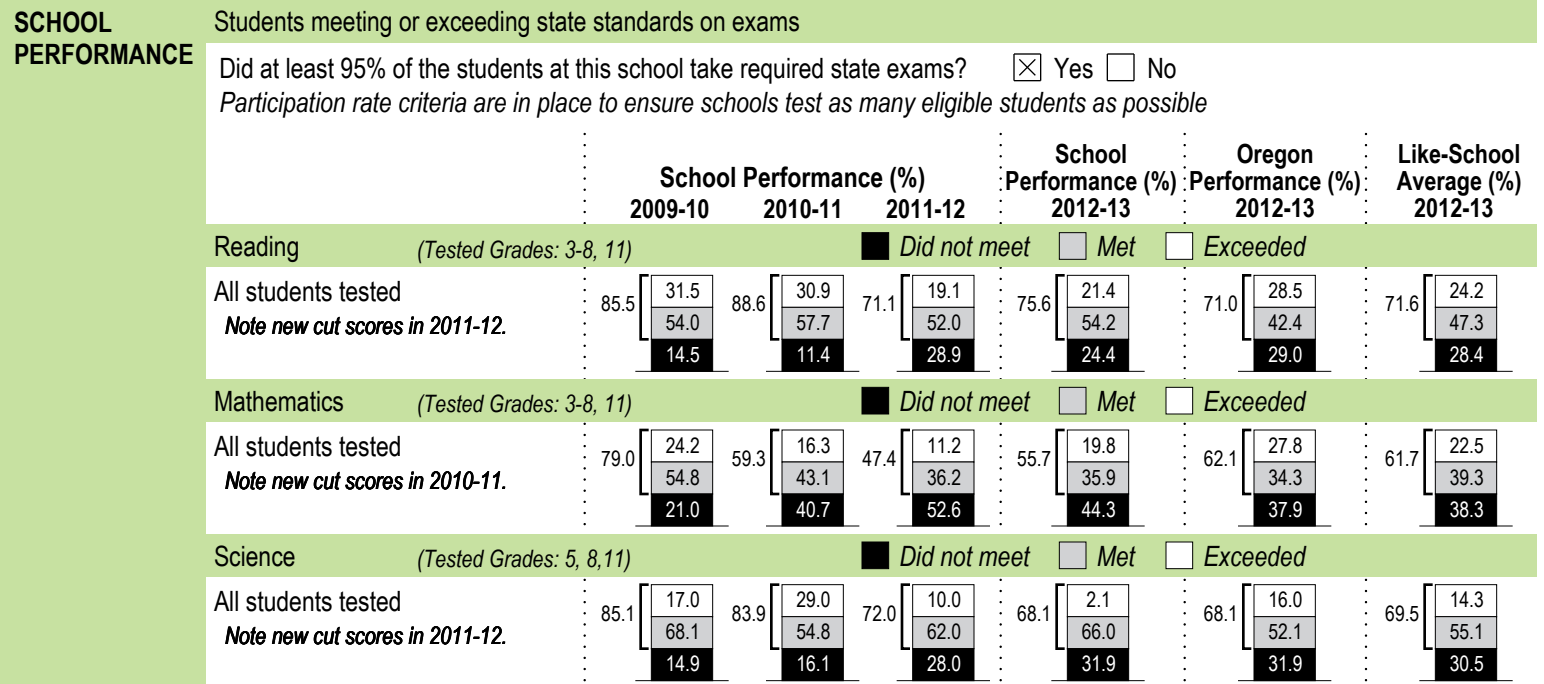 SCHOOL PERFORMANCE
Students meeting or exceeding state standards on exams
Did at least 95% of the students at this school take required state exams? ☒ Yes ☐ No
Participation rate criteria are in place to ensure schools test as many eligible students as possible
School Performance (%)
2009-10 2010-11 2011-12
School Performance (%) 2012-13
Oregon Performance (%) 2012-13
Like-School Average (%) 2012-13
Reading (Tested Grades: 3-8, 11) Did not meet Met Exceeded
All students tested
Note new cut scores in 2011-12.
85.5 31.5 54.0 14.5
88.6 30.9 57.7 11.4
71.1 19.1 52.0 28.9
75.6 21.4 54.2 24.4
71.0 28.5 42.4 29.0
71.6 24.2 47.3 28.4
Mathematics (Tested Grades: 3-8, 11) Did not meet Met Exceeded
All students tested
Note new cut scores in 2010-11.
79.0 24.2 54.8 21.0
59.3 16.3 43.1 40.7
47.4 11.2 36.2 52.6
55.7 19.8 35.9 44.3
62.1 27.8 34.3 37.9
61.7 22.5 39.3 38.3
Science (Tested Grades: 5, 8,11) Did not meet Met Exceeded
All students tested
Note new cut scores in 2011-12.
85.1 17.0 68.1 14.9
83.9 29.0 54.8 16.1
72.0 10.0 62.0 28.0
68.1 2.1 66.0 31.9
68.1 16.0 52.1 31.9
69.5 14.3 55.1 30.5